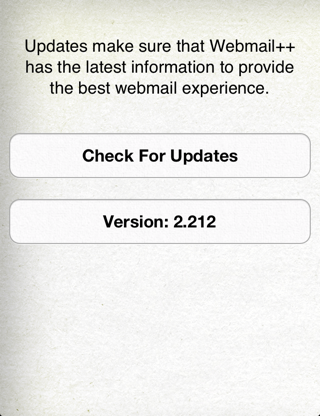 Updates make sure that Webmail++
has the latest information to provide
the best webmail experience.
Check For Updates
Version: 2.212